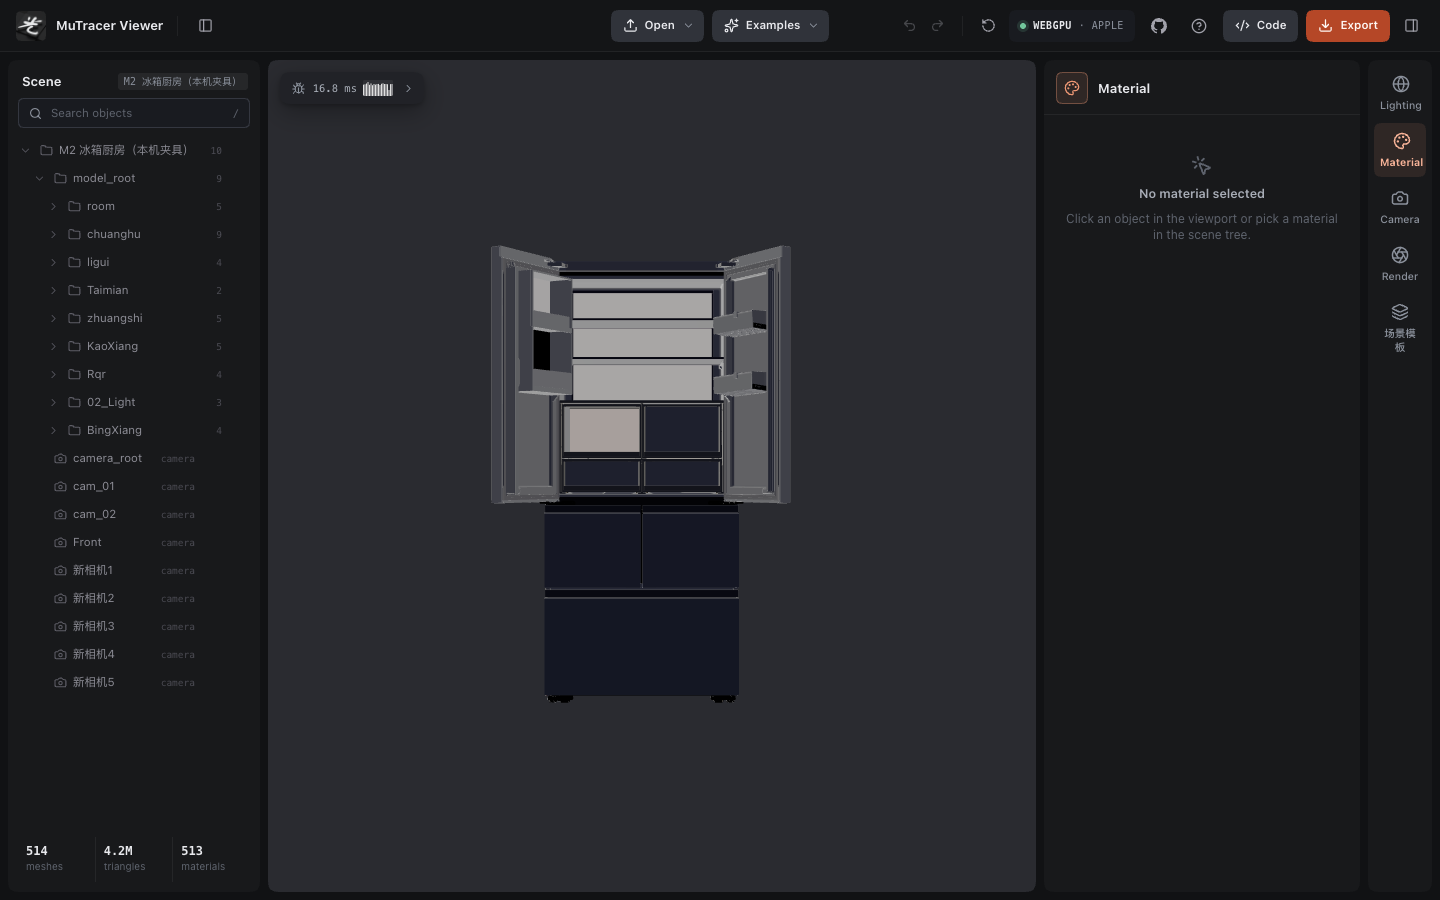 MuTracer Viewer
Open
Examples
WEBGPU · APPLE
Code
Export
Scene
M2 冰箱厨房（本机夹具）
Search objects
/
M2 冰箱厨房（本机夹具） 10
model_root 9
room 5
chuanghu 9
ligui 4
Taimian 2
zhuangshi 5
KaoXiang 5
Rqr 4
02_Light 3
BingXiang 4
camera_root camera
cam_01 camera
cam_02 camera
Front camera
新相机1 camera
新相机2 camera
新相机3 camera
新相机4 camera
新相机5 camera
514 4.2M 513
meshes triangles materials
16.8 ms
Material
No material selected
Click an object in the viewport or pick a material
in the scene tree.
Lighting
Material
Camera
Render
场景模
板